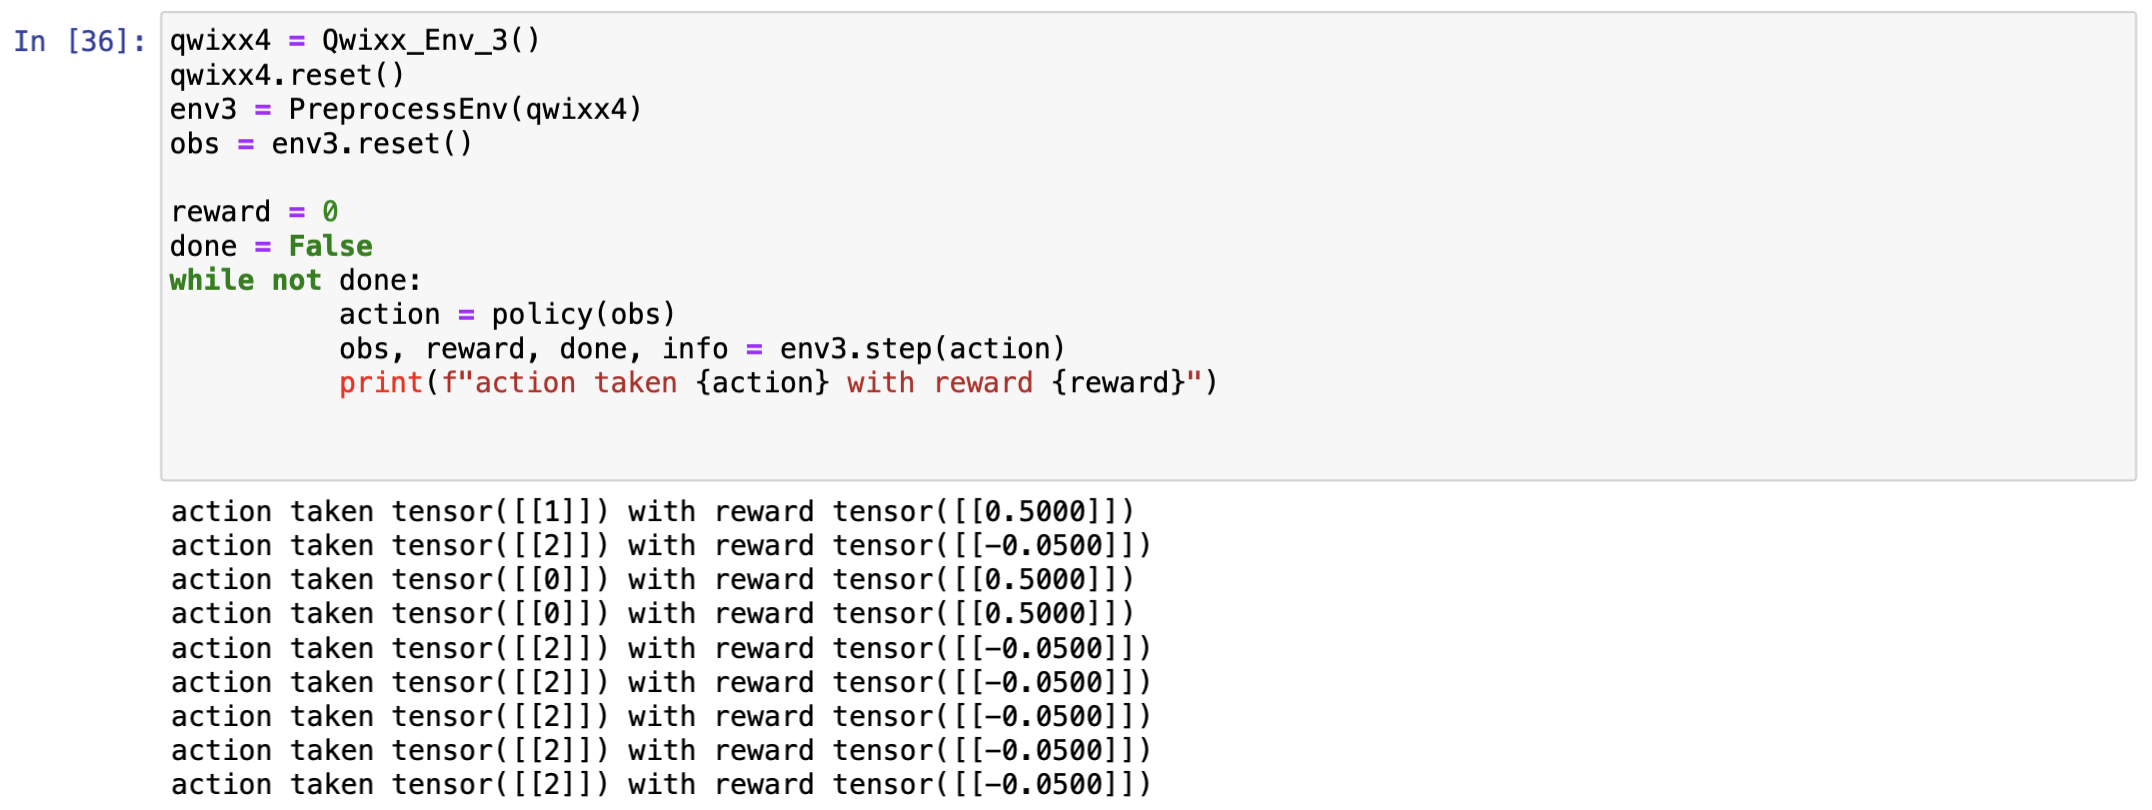 In [36]: qwixx4 = Qwixx_Env_3()
qwixx4.reset()
env3 = PreprocessEnv(qwixx4)
obs = env3.reset()
reward = 0
done = False
while not done:
action = policy(obs)
obs, reward, done, info = env3.step(action)
print(f"action taken {action} with reward {reward}")
action taken tensor([[1]]) with reward tensor([[0.5000]])
action taken tensor([[2]]) with reward tensor([[-0.0500]])
action taken tensor([[0]]) with reward tensor([[0.5000]])
action taken tensor([[0]]) with reward tensor([[0.5000]])
action taken tensor([[2]]) with reward tensor([[-0.0500]])
action taken tensor([[2]]) with reward tensor([[-0.0500]])
action taken tensor([[2]]) with reward tensor([[-0.0500]])
action taken tensor([[2]]) with reward tensor([[-0.0500]])
action taken tensor([[2]]) with reward tensor([[-0.0500]])